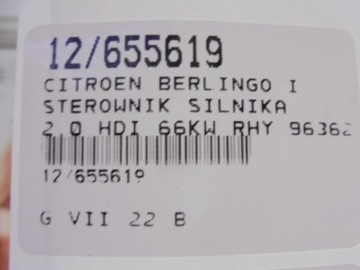 12/655619
CITROEN BERLINGO I
STEROWNIK SILNIKA
2.0 HDI 66KW RHY 96362
12/655619
G VII 22 B